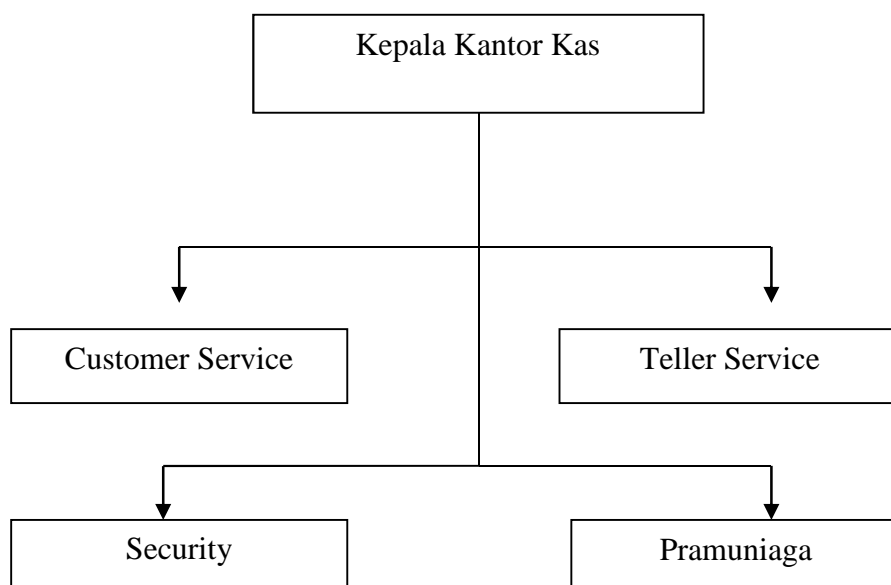 Kepala Kantor Kas
Customer Service
Teller Service
Security
Pramuniaga